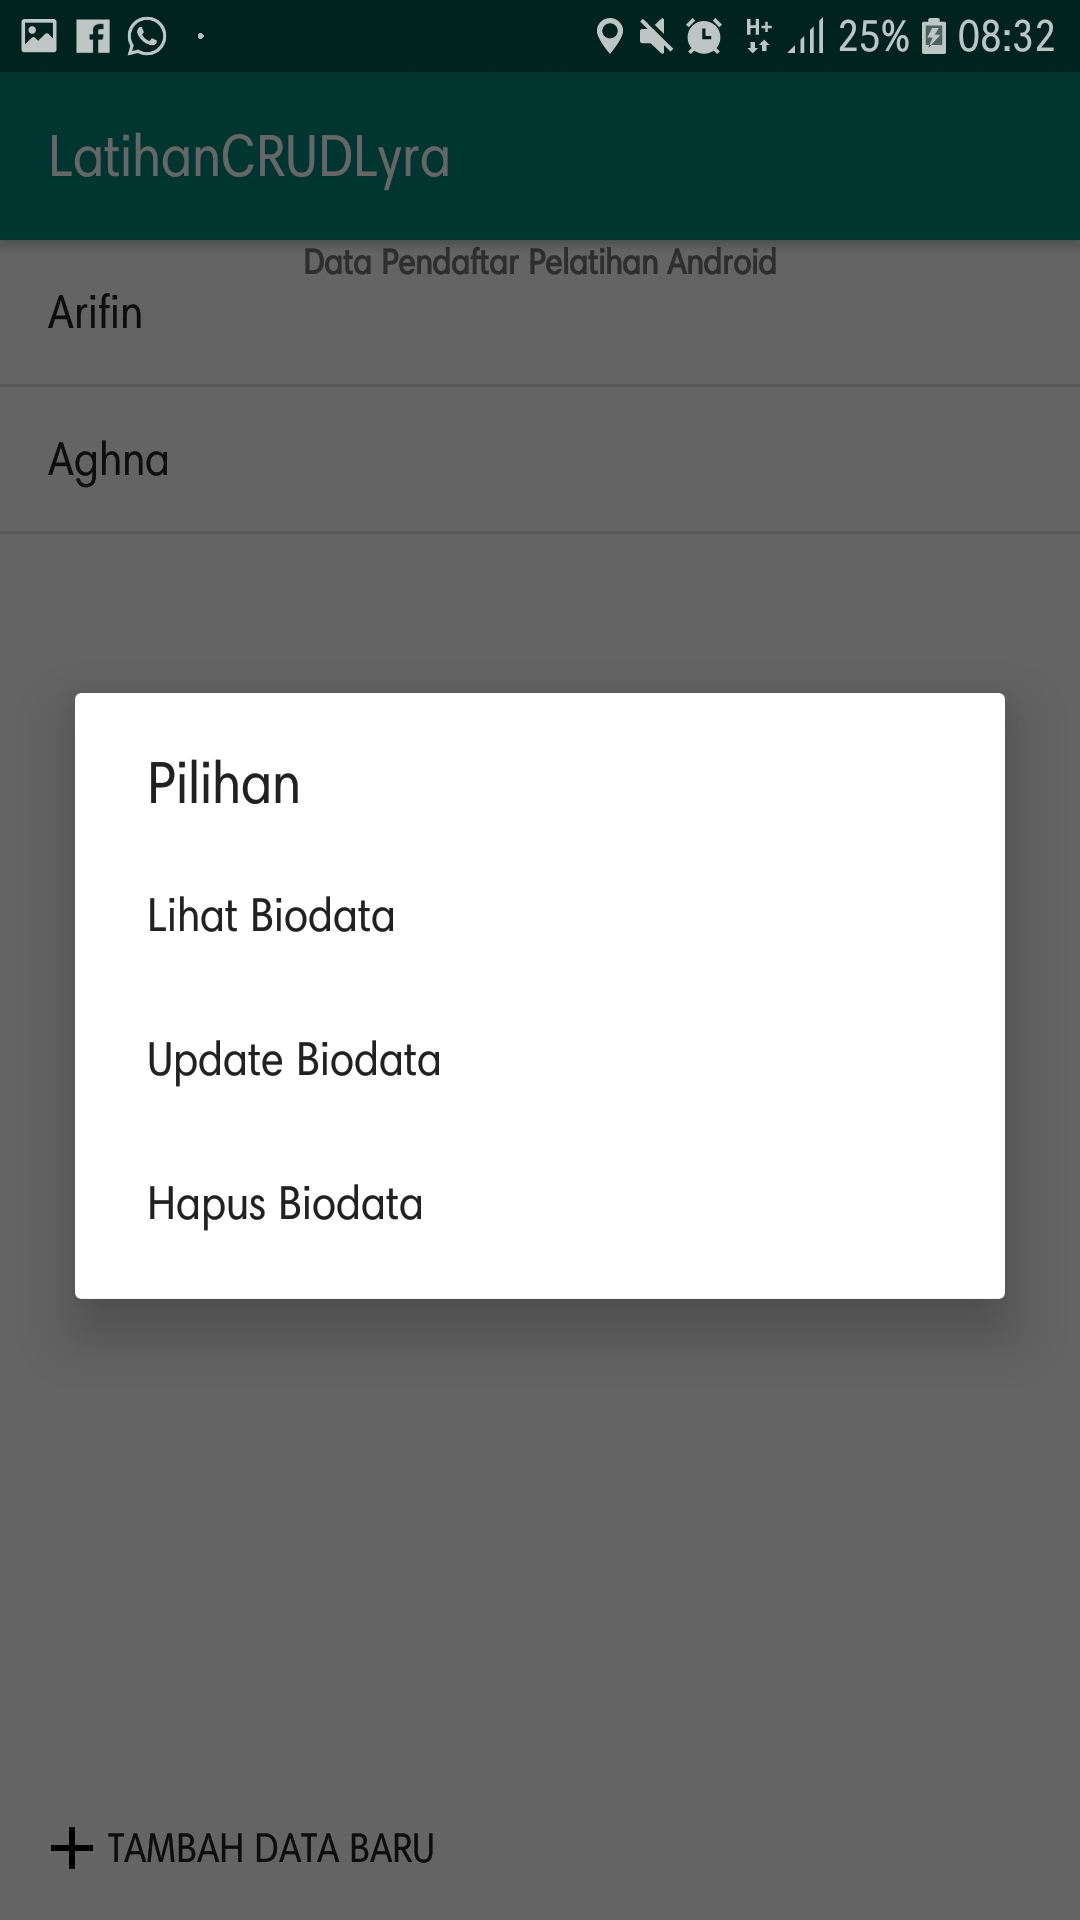 H+ 25% 08:32
LatihanCRUDLyra
Data Pendaftar Pelatihan Android
Arifin
Aghna
Pilihan
Lihat Biodata
Update Biodata
Hapus Biodata
TAMBAH DATA BARU